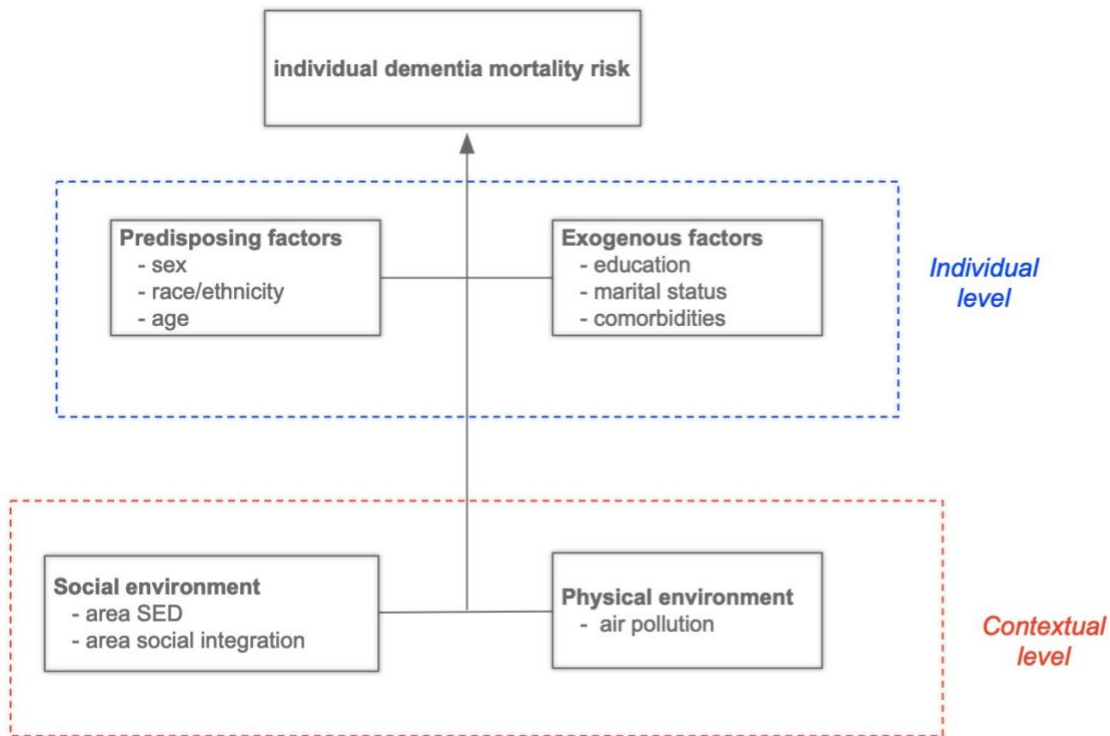 individual dementia mortality risk
Predisposing factors
- sex
- race/ethnicity
- age
Exogenous factors
- education
- marital status
- comorbidities
Individual
level
Social environment
- area SED
- area social integration
Physical environment
- air pollution
Contextual
level